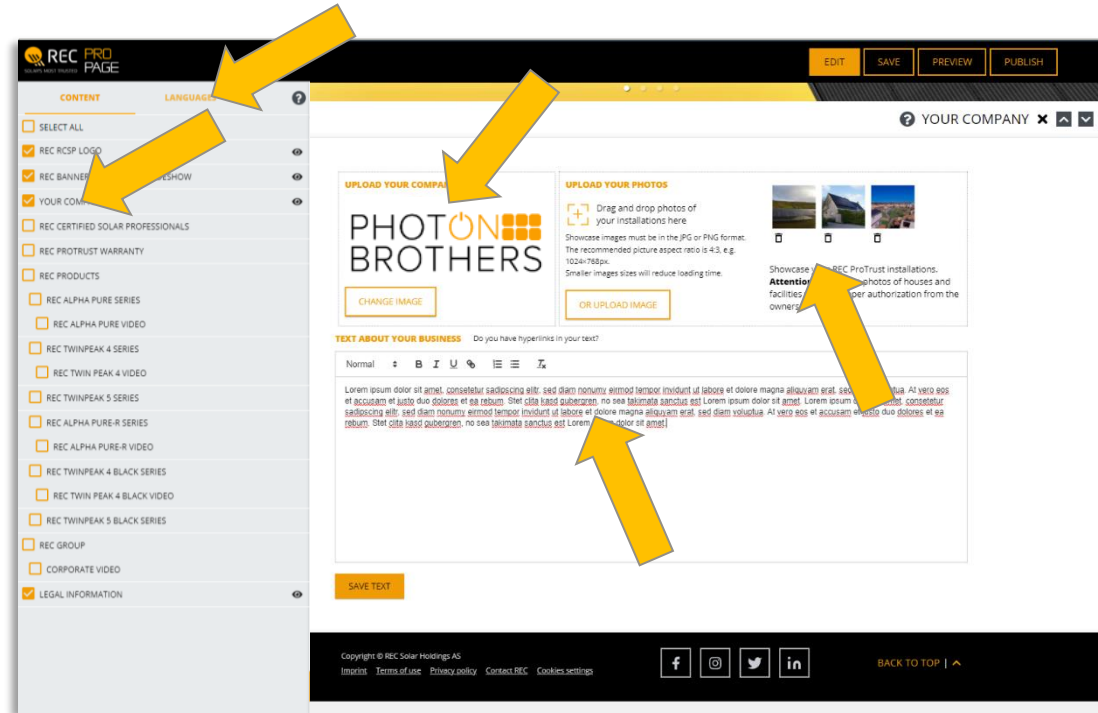 REC PRO
PAGE
SOLAR'S MOST TRUSTED
EDIT
SAVE
PREVIEW
PUBLISH
CONTENT
LANGUAGES
SELECT ALL
REC RCSP LOGO
REC BANNER
YOUR
REC CERTIFIED SOLAR PROFESSIONALS
REC PROTRUST WARRANTY
REC PRODUCTS
REC ALPHA PURE SERIES
REC ALPHA PURE VIDEO
REC TWINPEAK 4 SERIES
REC TWIN PEAK 4 VIDEO
REC TWINPEAK 5 SERIES
REC ALPHA PURE-R SERIES
REC ALPHA PURE-R VIDEO
REC TWINPEAK 4 BLACK SERIES
REC TWIN PEAK 4 BLACK VIDEO
REC TWINPEAK 5 BLACK SERIES
REC GROUP
CORPORATE VIDEO
LEGAL INFORMATION
YOUR COMPANY
UPLOAD YOUR
PHOTON
BROTHERS
CHANGE IMAGE
UPLOAD YOUR PHOTOS
Drag and drop photos of
your installations here
Showcase images must be in the JPG or PNG format.
The recommended picture aspect ratio is 4:3, e.g.
1024×768px.
Smaller images sizes will reduce loading time.
OR UPLOAD IMAGE
Showcase REC ProTrust installations.
Attention photos of houses and
facilities authorization from the
TEXT ABOUT YOUR BUSINESS Do you have hyperlinks in your text?
Normal B I U
Lorem ipsum dolor sit amet, consetetur sadipscing elitr, sed diam nonumy eirmod tempor invidunt ut labore et dolore magna aliquyam erat, At vero eos
et accusam et justo duo dolores et ea rebum. Stet clita kasd gubergren, no sea takimata sanctus est Lorem ipsum dolor sit amet. Lorem ipsum amet, consetetur
sadipscing elitr, sed diam nonumy eirmod tempor invidunt ut labore et dolore magna aliquyam erat, sed diam voluptua. At vero eos et accusam et justo duo dolores et ea
rebum. Stet clita kasd gubergren, no sea takimata sanctus est Lorem dolor sit amet.
SAVE TEXT
Copyright © REC Solar Holdings AS
Imprint Terms of use Privacy policy Contact REC Cookies settings
BACK TO TOP